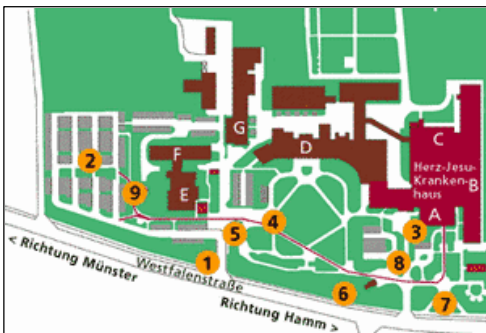 G
C
F
D
Herz-Jesu-
Kranken-
haus
B
2
9
E
A
4
5
3
1
8
6
7
< Richtung Münster
Westfalenstraße
Richtung Hamm >